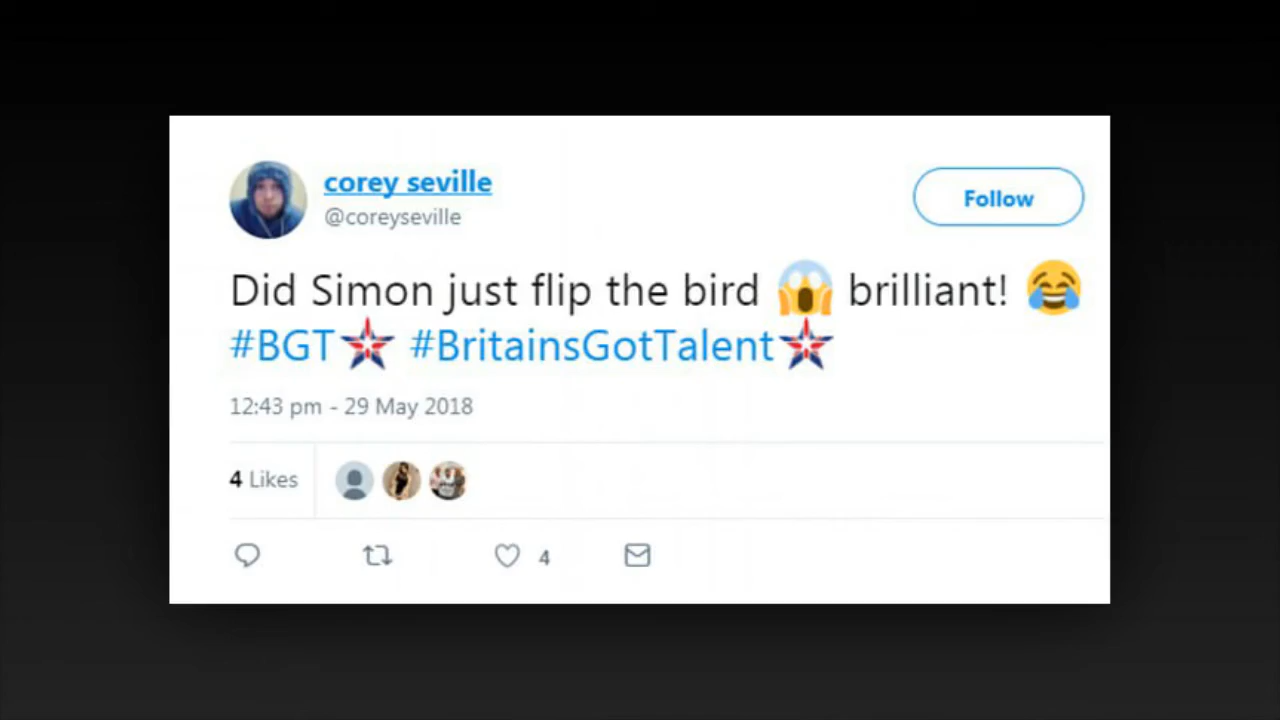 corey seville
@coreyseville
Follow
Did Simon just flip the bird 😱 brilliant! 😂
#BGT #BritainsGotTalent
12:43 pm - 29 May 2018
4 Likes
4